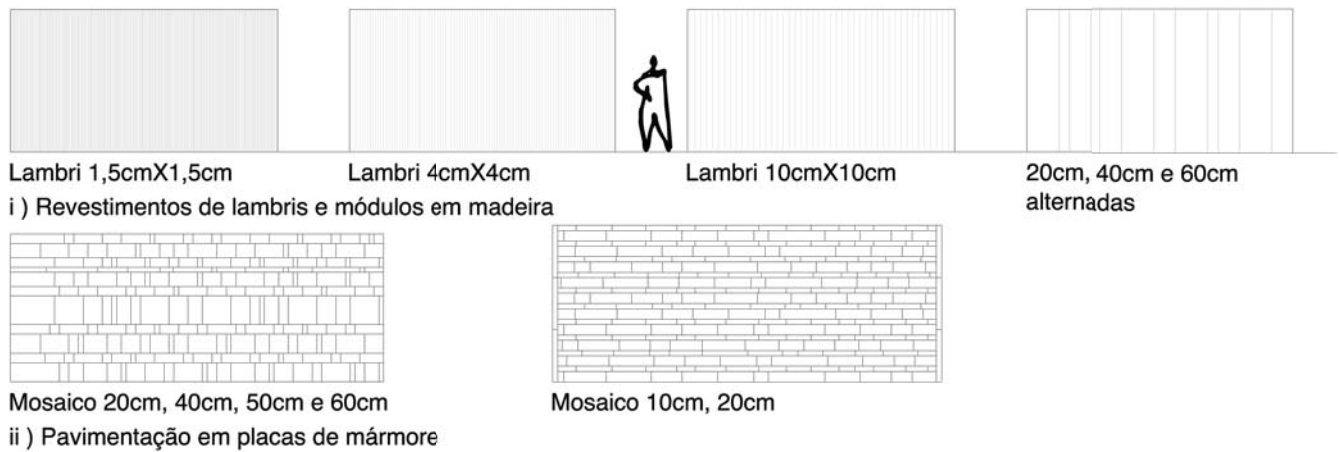 Lambri 1,5cmX1,5cm
Lambri 4cmX4cm
Lambri 10cmX10cm
20cm, 40cm e 60cm
alternadas
i ) Revestimentos de lambris e módulos em madeira
Mosaico 20cm, 40cm, 50cm e 60cm
Mosaico 10cm, 20cm
ii ) Pavimentação em placas de mármore